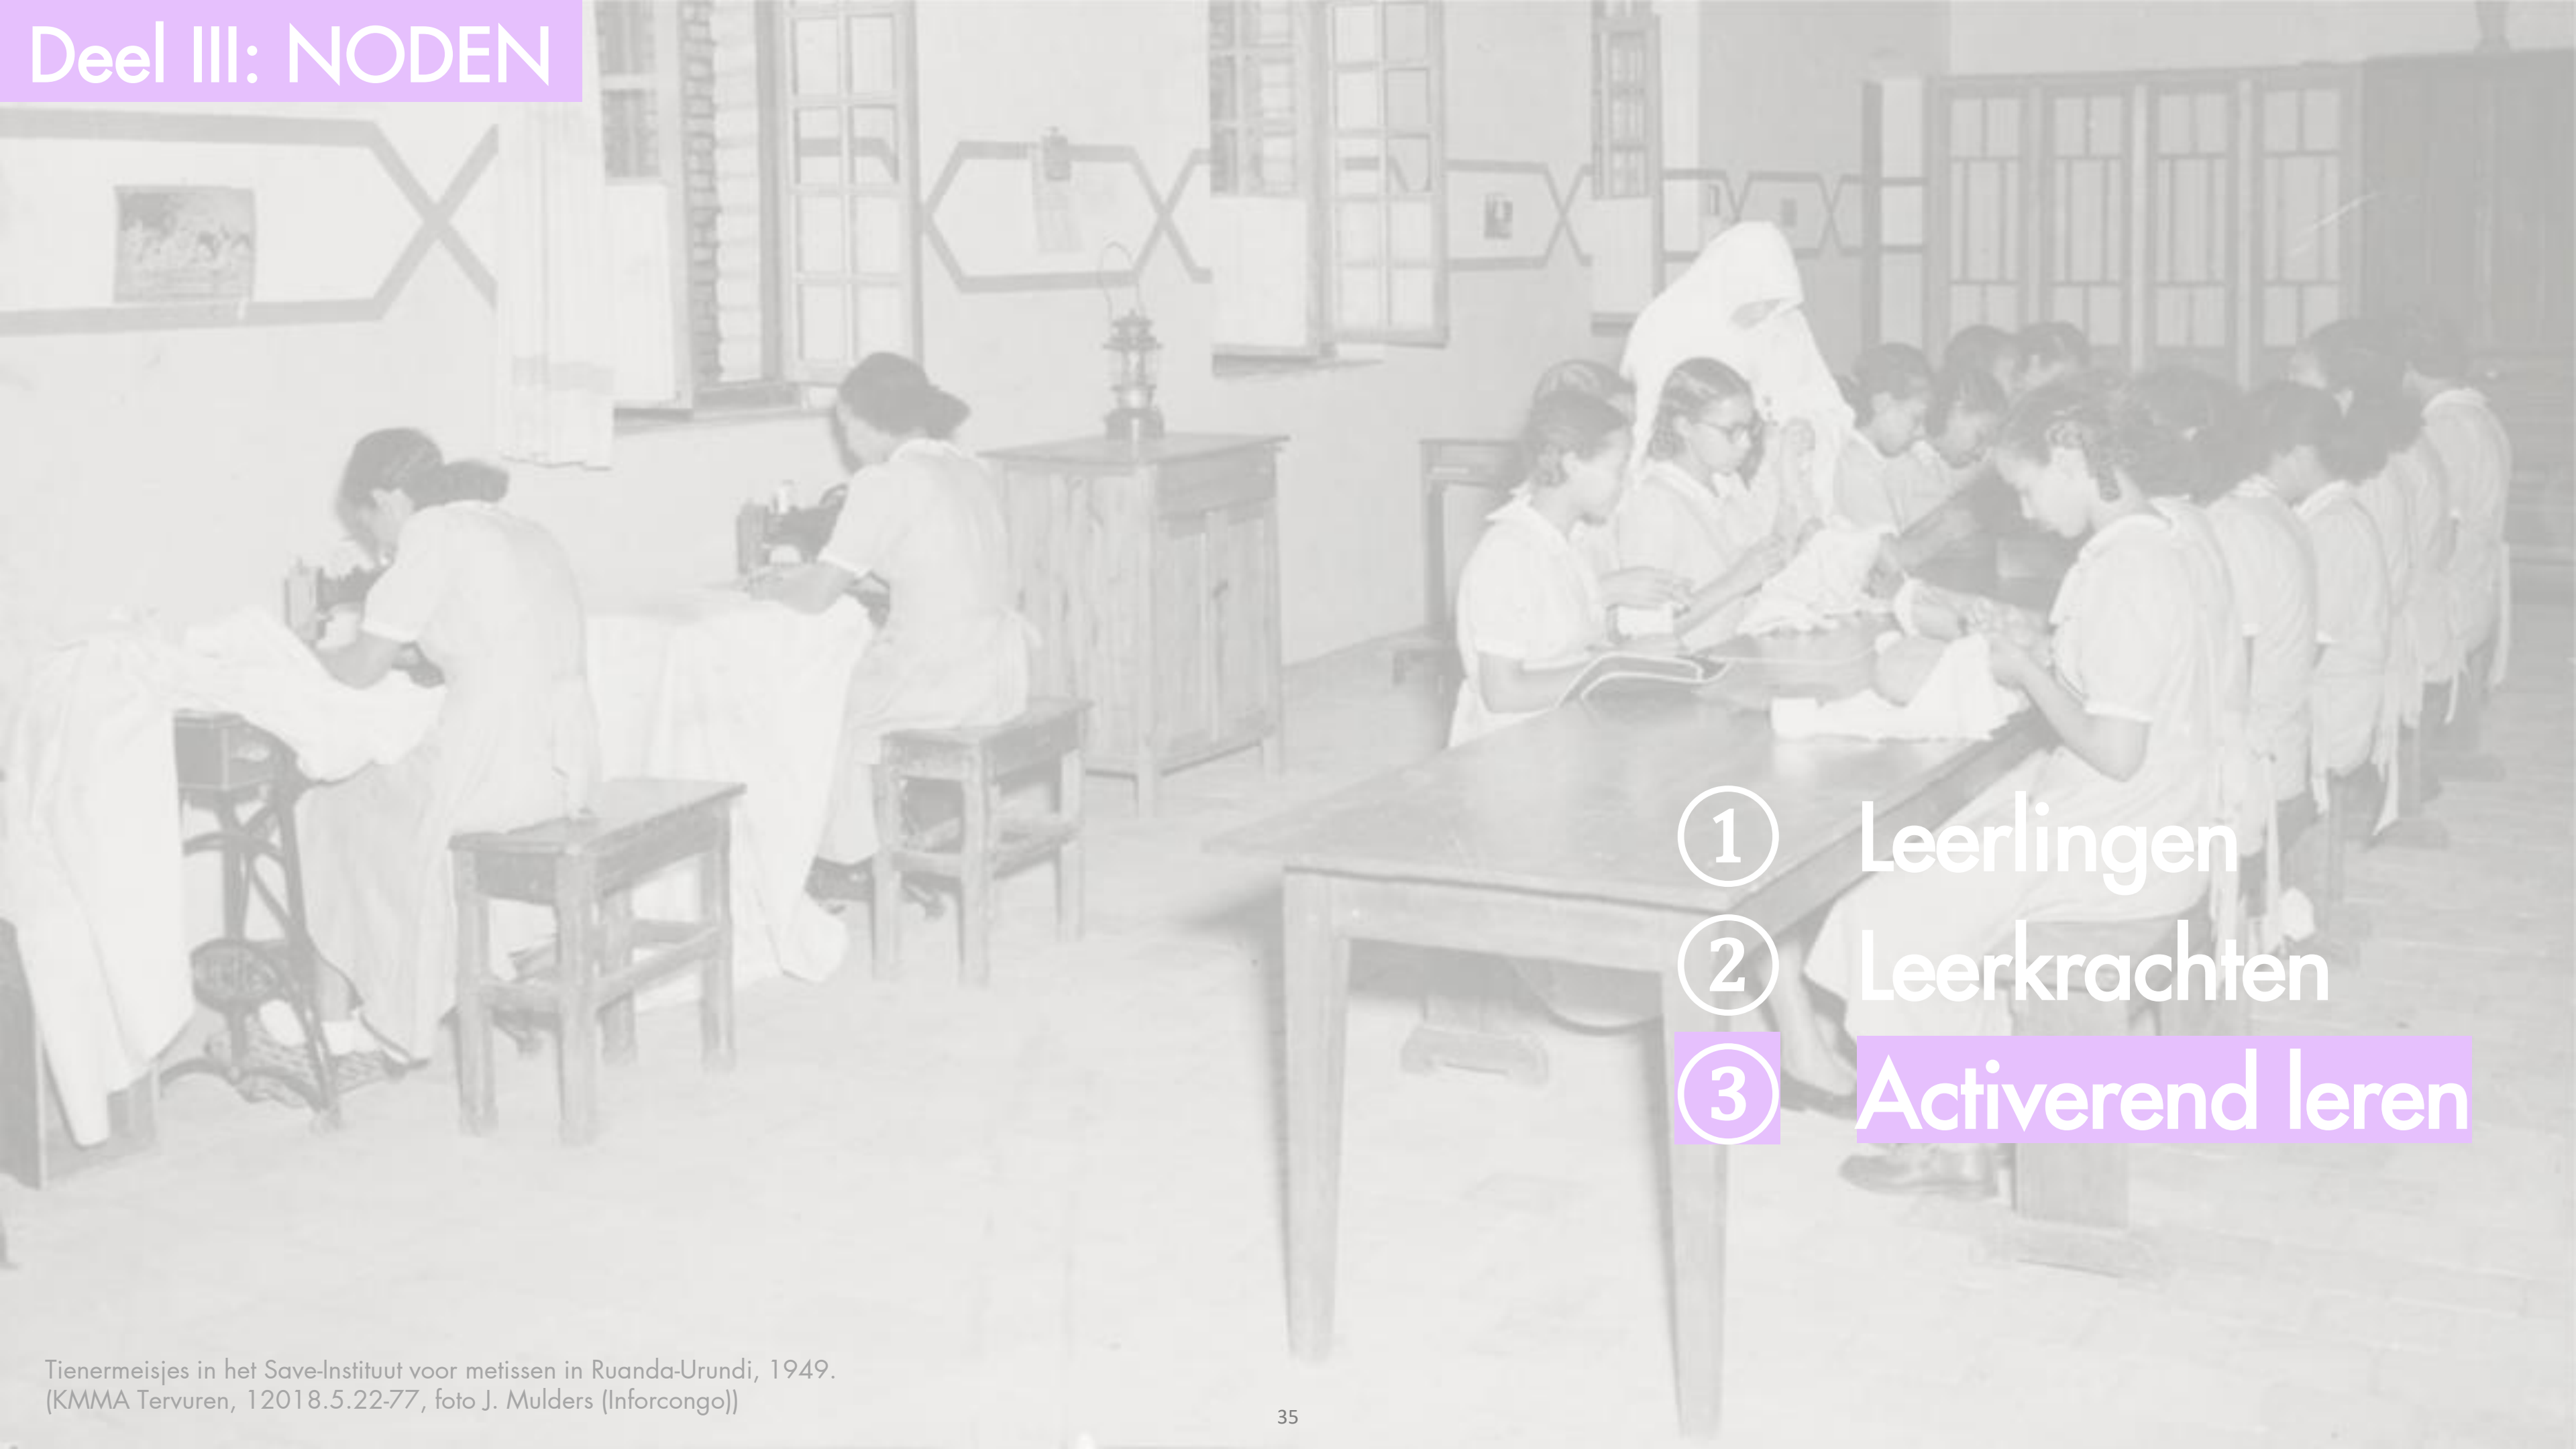 Deel III: NODEN
① Leerlingen
② Leerkrachten
③ Activerend leren
Tienermeisjes in het Save-Instituut voor metissen in Ruanda-Urundi, 1949.
(KMMA Tervuren, 12018.5.22-77, foto J. Mulders (Inforcongo))
35